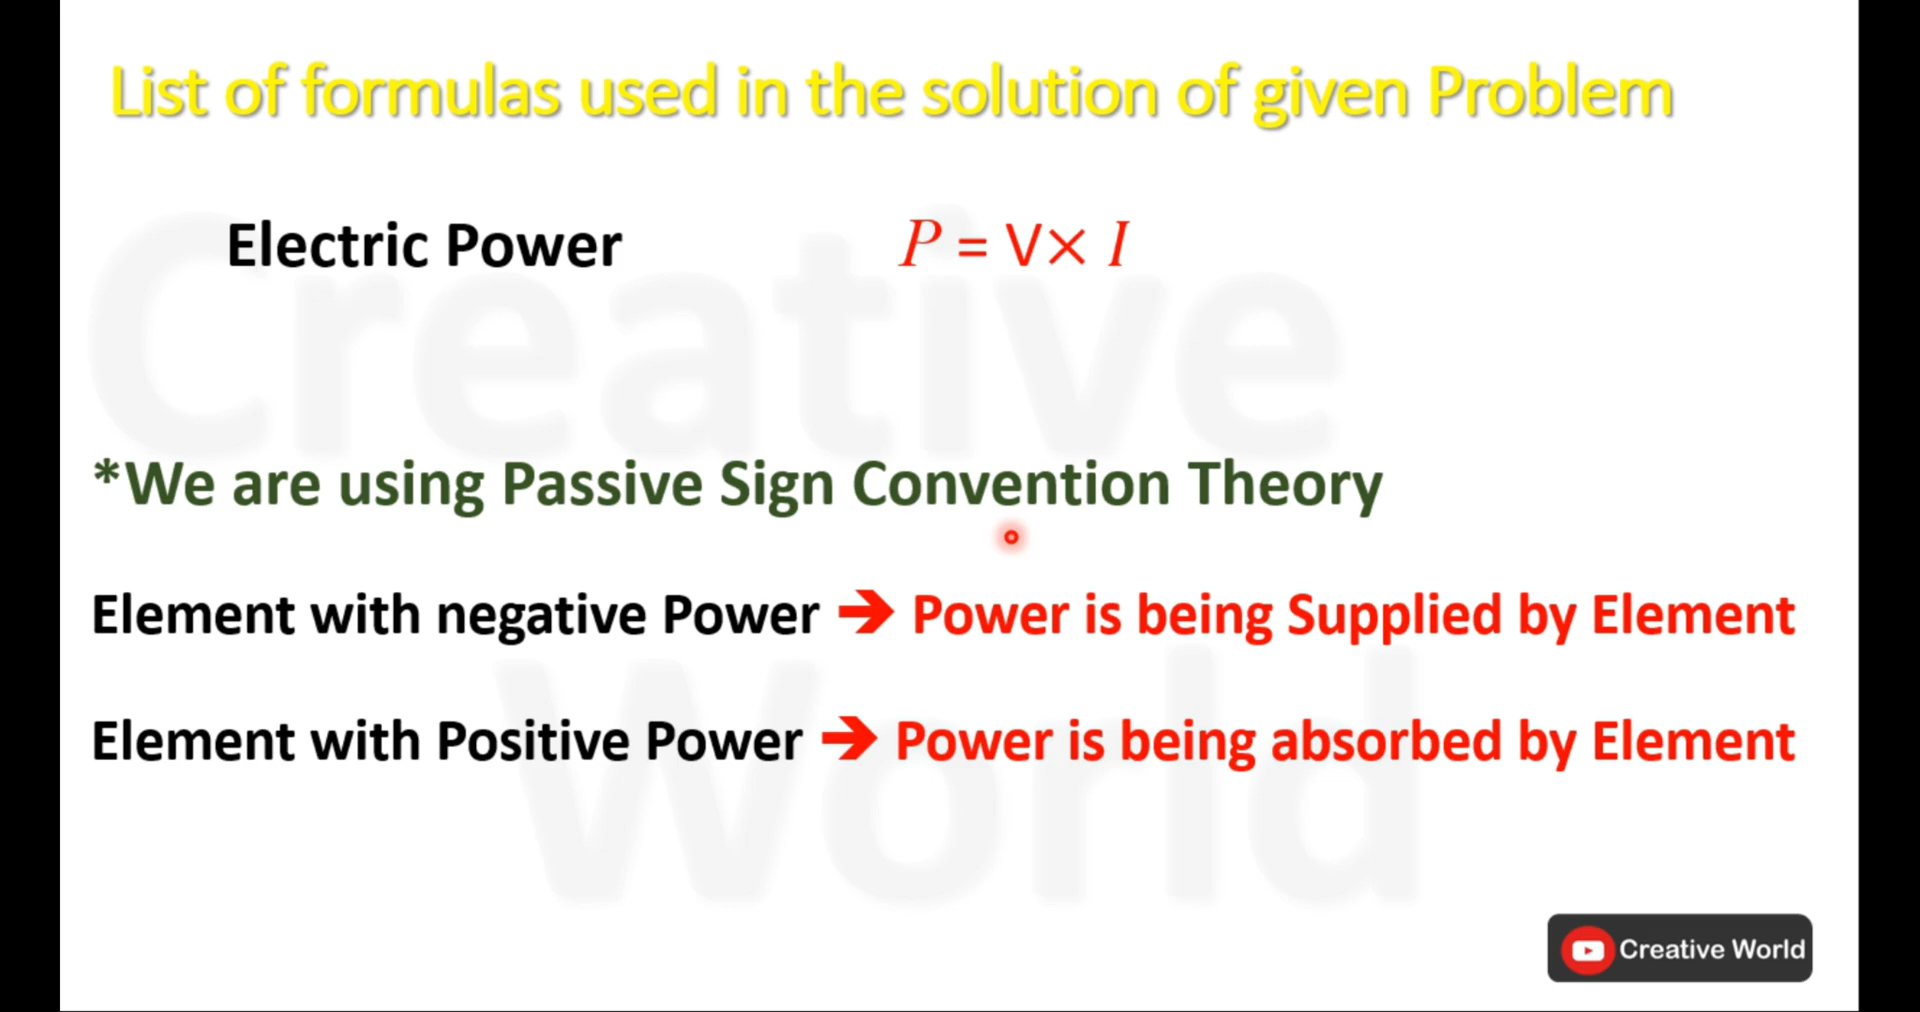 List of formulas used in the solution of given Problem
Electric Power P = V× I
*We are using Passive Sign Convention Theory
Element with negative Power ➔ Power is being Supplied by Element
Element with Positive Power ➔ Power is being absorbed by Element
Creative
World
Creative World